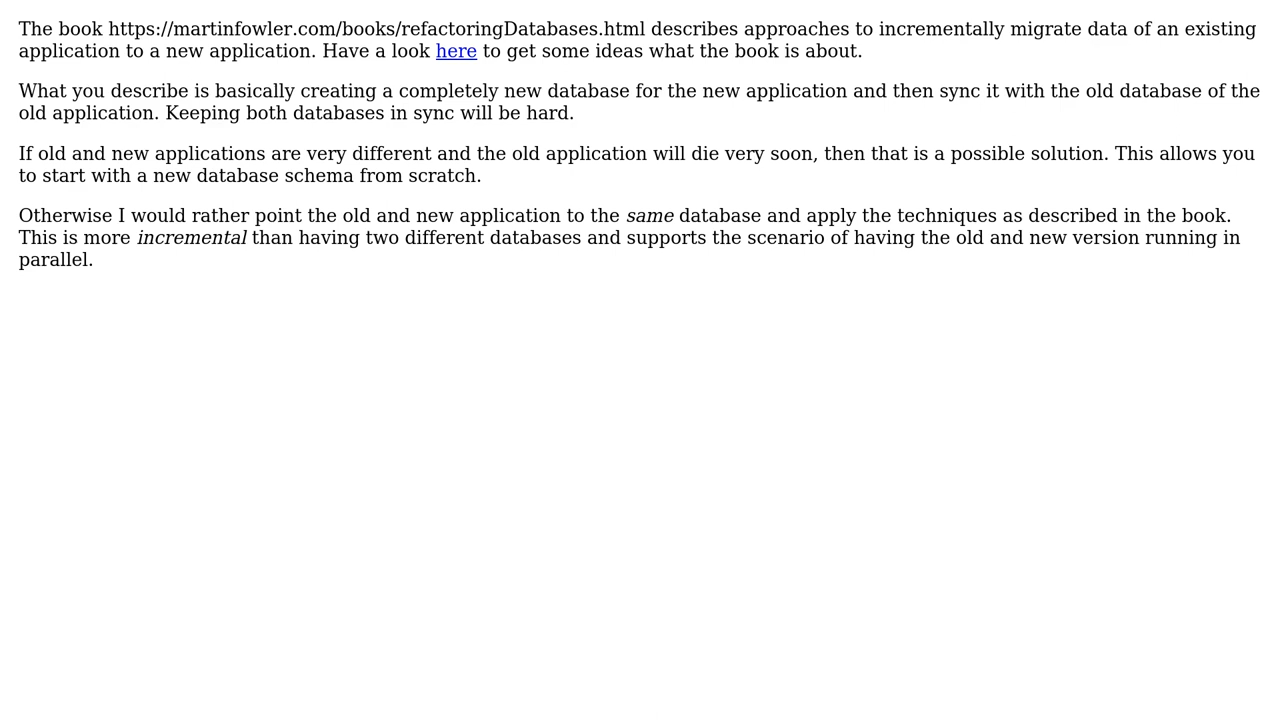 The book https://martinfowler.com/books/refactoringDatabases.html describes approaches to incrementally migrate data of an existing
application to a new application. Have a look here to get some ideas what the book is about.
What you describe is basically creating a completely new database for the new application and then sync it with the old database of the
old application. Keeping both databases in sync will be hard.
If old and new applications are very different and the old application will die very soon, then that is a possible solution. This allows you
to start with a new database schema from scratch.
Otherwise I would rather point the old and new application to the same database and apply the techniques as described in the book.
This is more incremental than having two different databases and supports the scenario of having the old and new version running in
parallel.